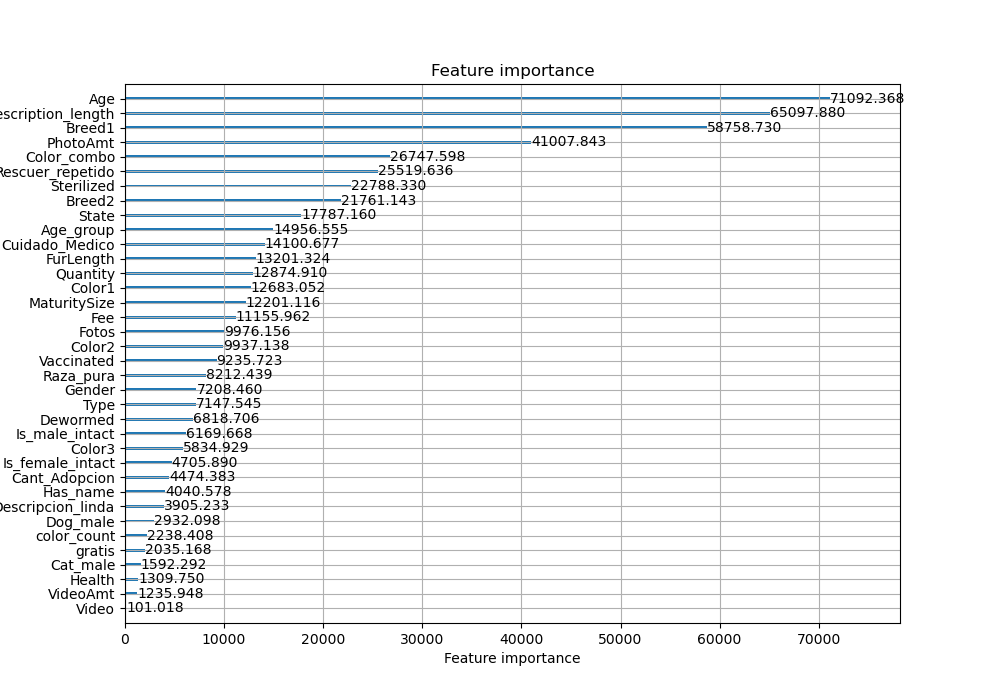 Feature importance
Age 71092.368
escription_length 65097.880
Breed1 58758.730
PhotoAmt 41007.843
Color_combo 26747.598
Rescuer_repetido 25519.636
Sterilized 22788.330
Breed2 21761.143
State 17787.160
Age_group 14956.555
Cuidado_Medico 14100.677
FurLength 13201.324
Quantity 12874.910
Color1 12683.052
MaturitySize 12201.116
Fee 11155.962
Fotos 9976.156
Color2 9937.138
Vaccinated 9235.723
Raza_pura 8212.439
Gender 7208.460
Type 7147.545
Dewormed 6818.706
Is_male_intact 6169.668
Color3 5834.929
Is_female_intact 4705.890
Cant_Adopcion 4474.383
Has_name 4040.578
Descripcion_linda 3905.233
Dog_male 2932.098
color_count 2238.408
gratis 2035.168
Cat_male 1592.292
Health 1309.750
VideoAmt 1235.948
Video 101.018
0 10000 20000 30000 40000 50000 60000 70000
Feature importance